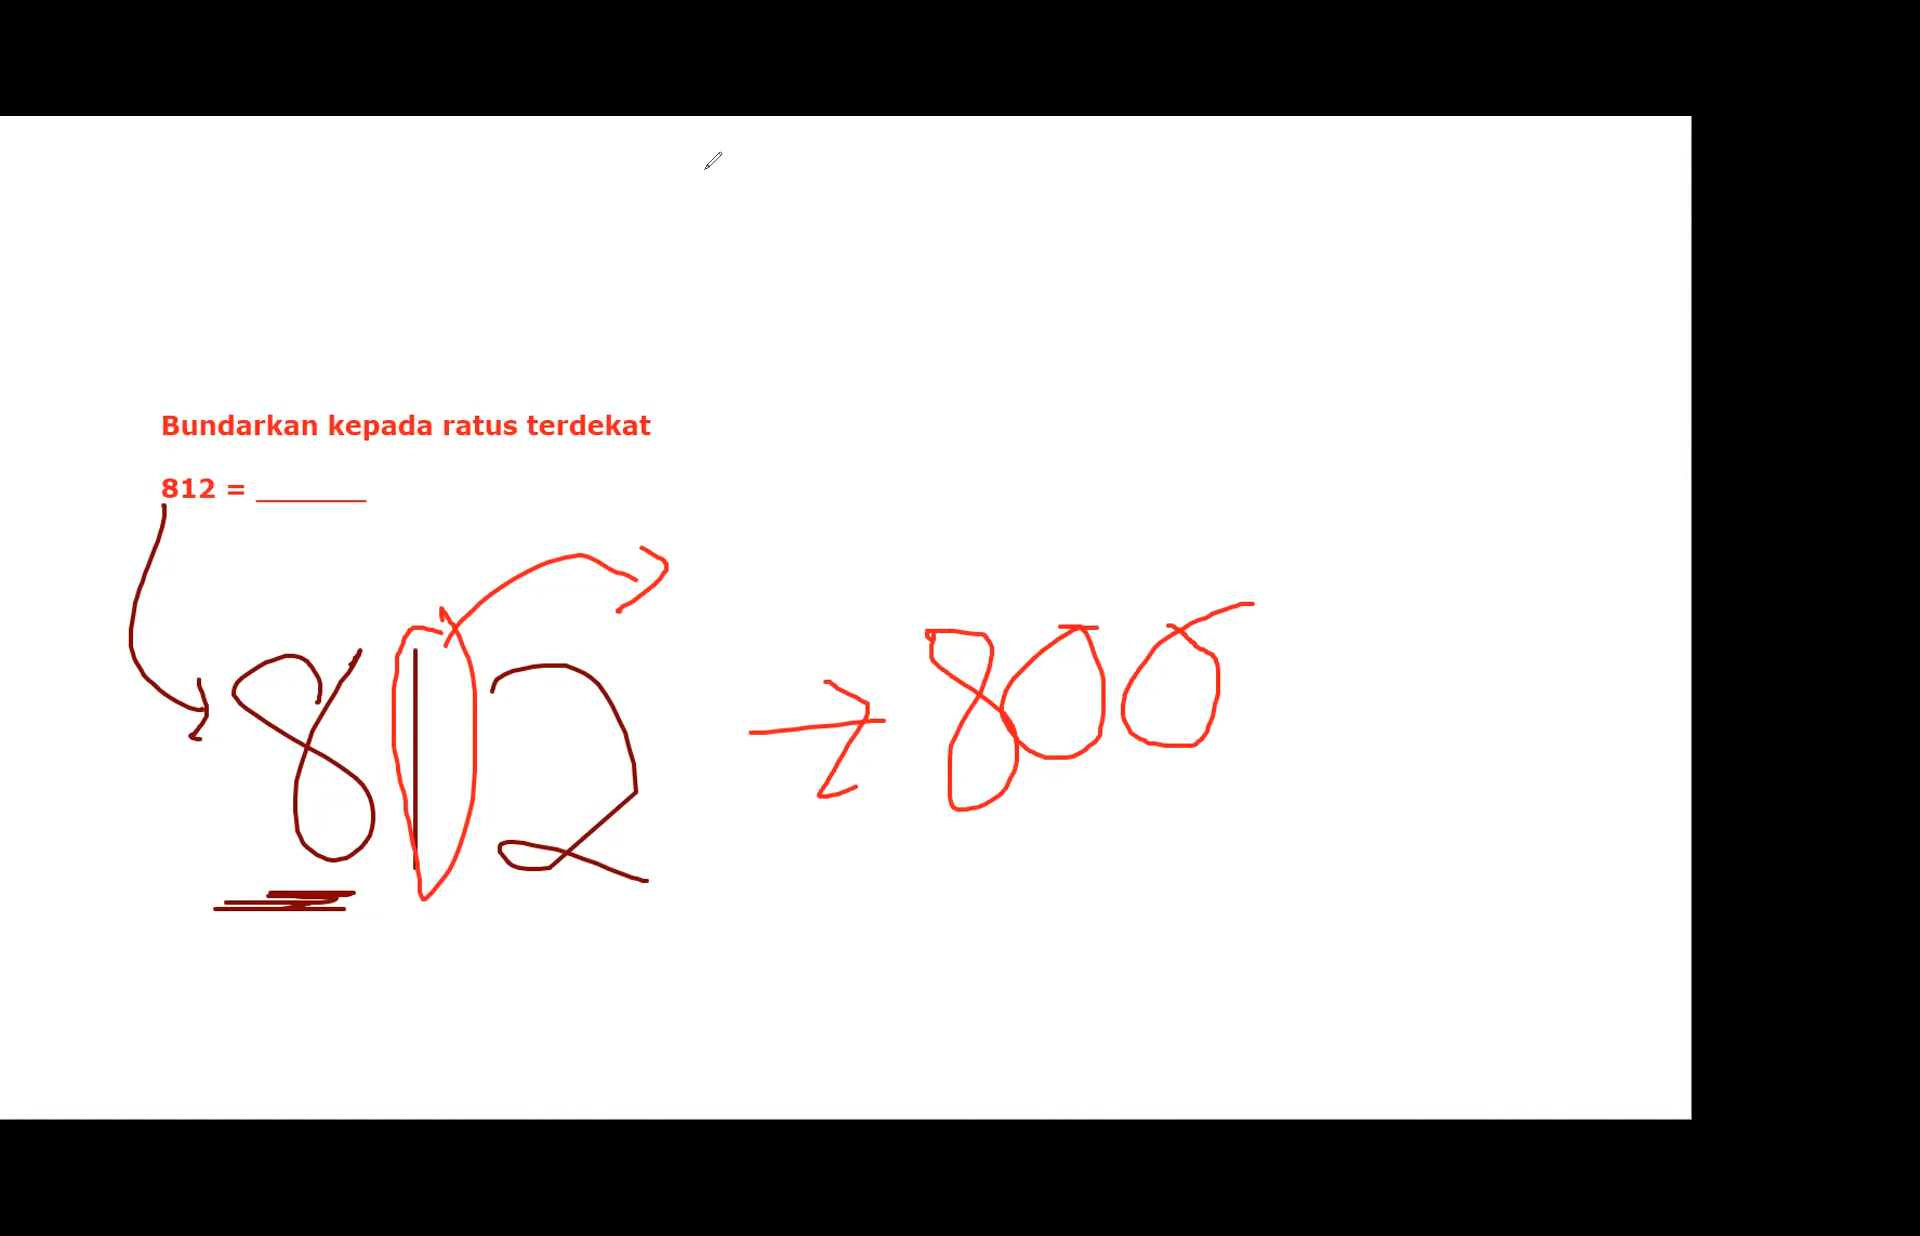 Bundarkan kepada ratus terdekat
812 = _______
812 → 800